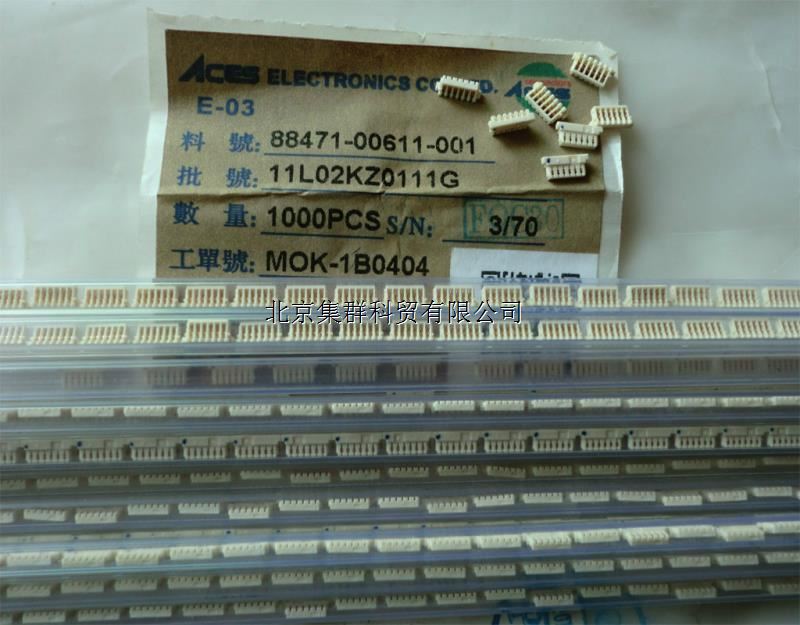 ACES ELECTRONICS CO., LTD.
E-03
料 號: 88471-00611-001
批 號: 11L02KZ0111G
數 量: 1000PCS S/N: 3/70
工單號: MOK-1B0404
北京集群科贸有限公司